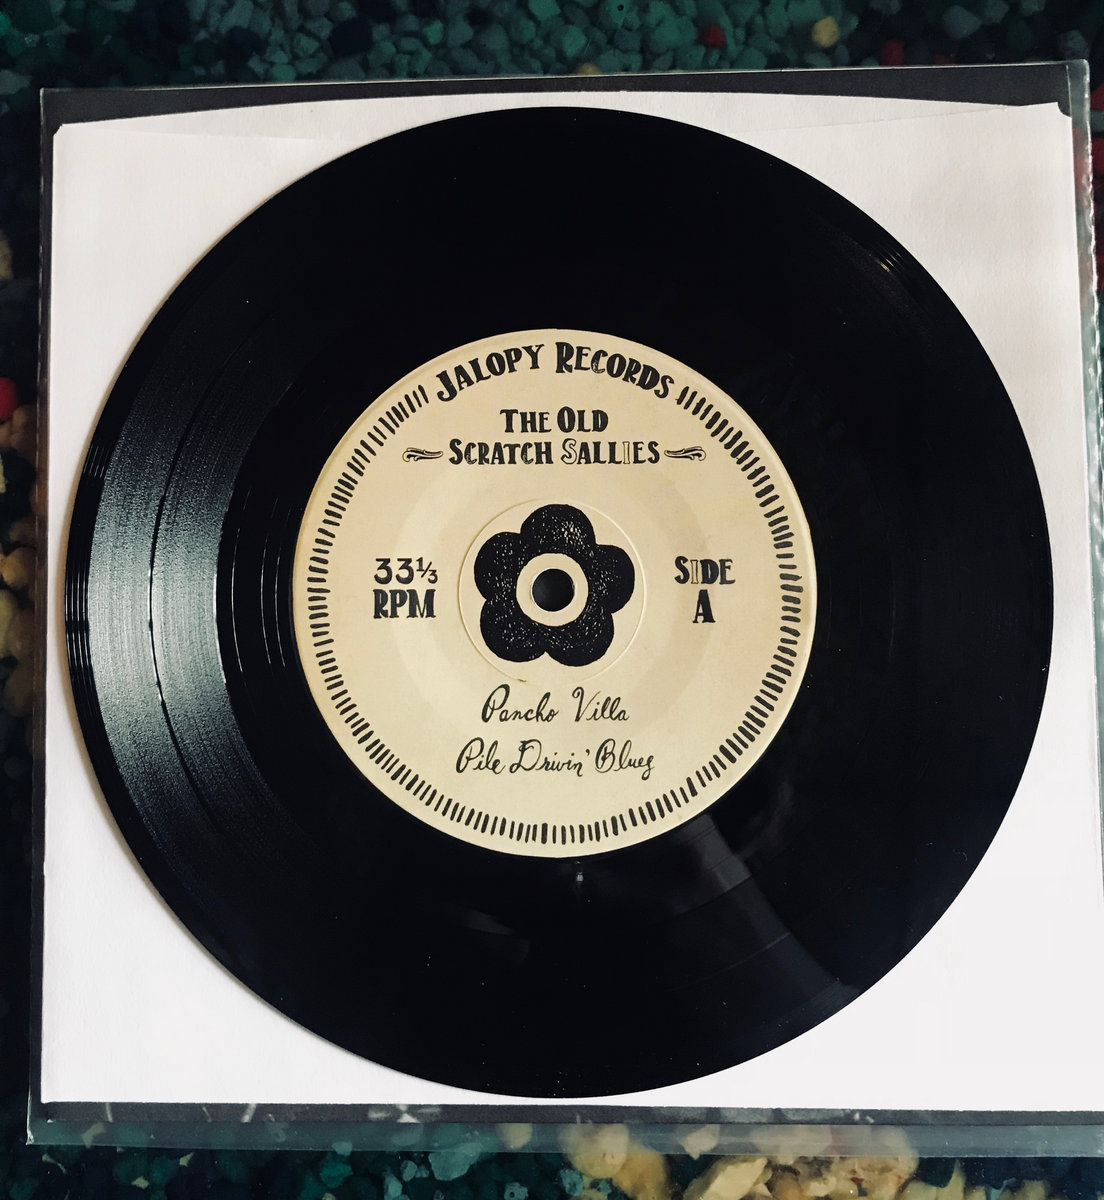 JALOPY RECORDS
THE OLD
SCRATCH SALLIES
33⅓
RPM
SIDE
A
Pancho Villa
Pile Drivin' Blues